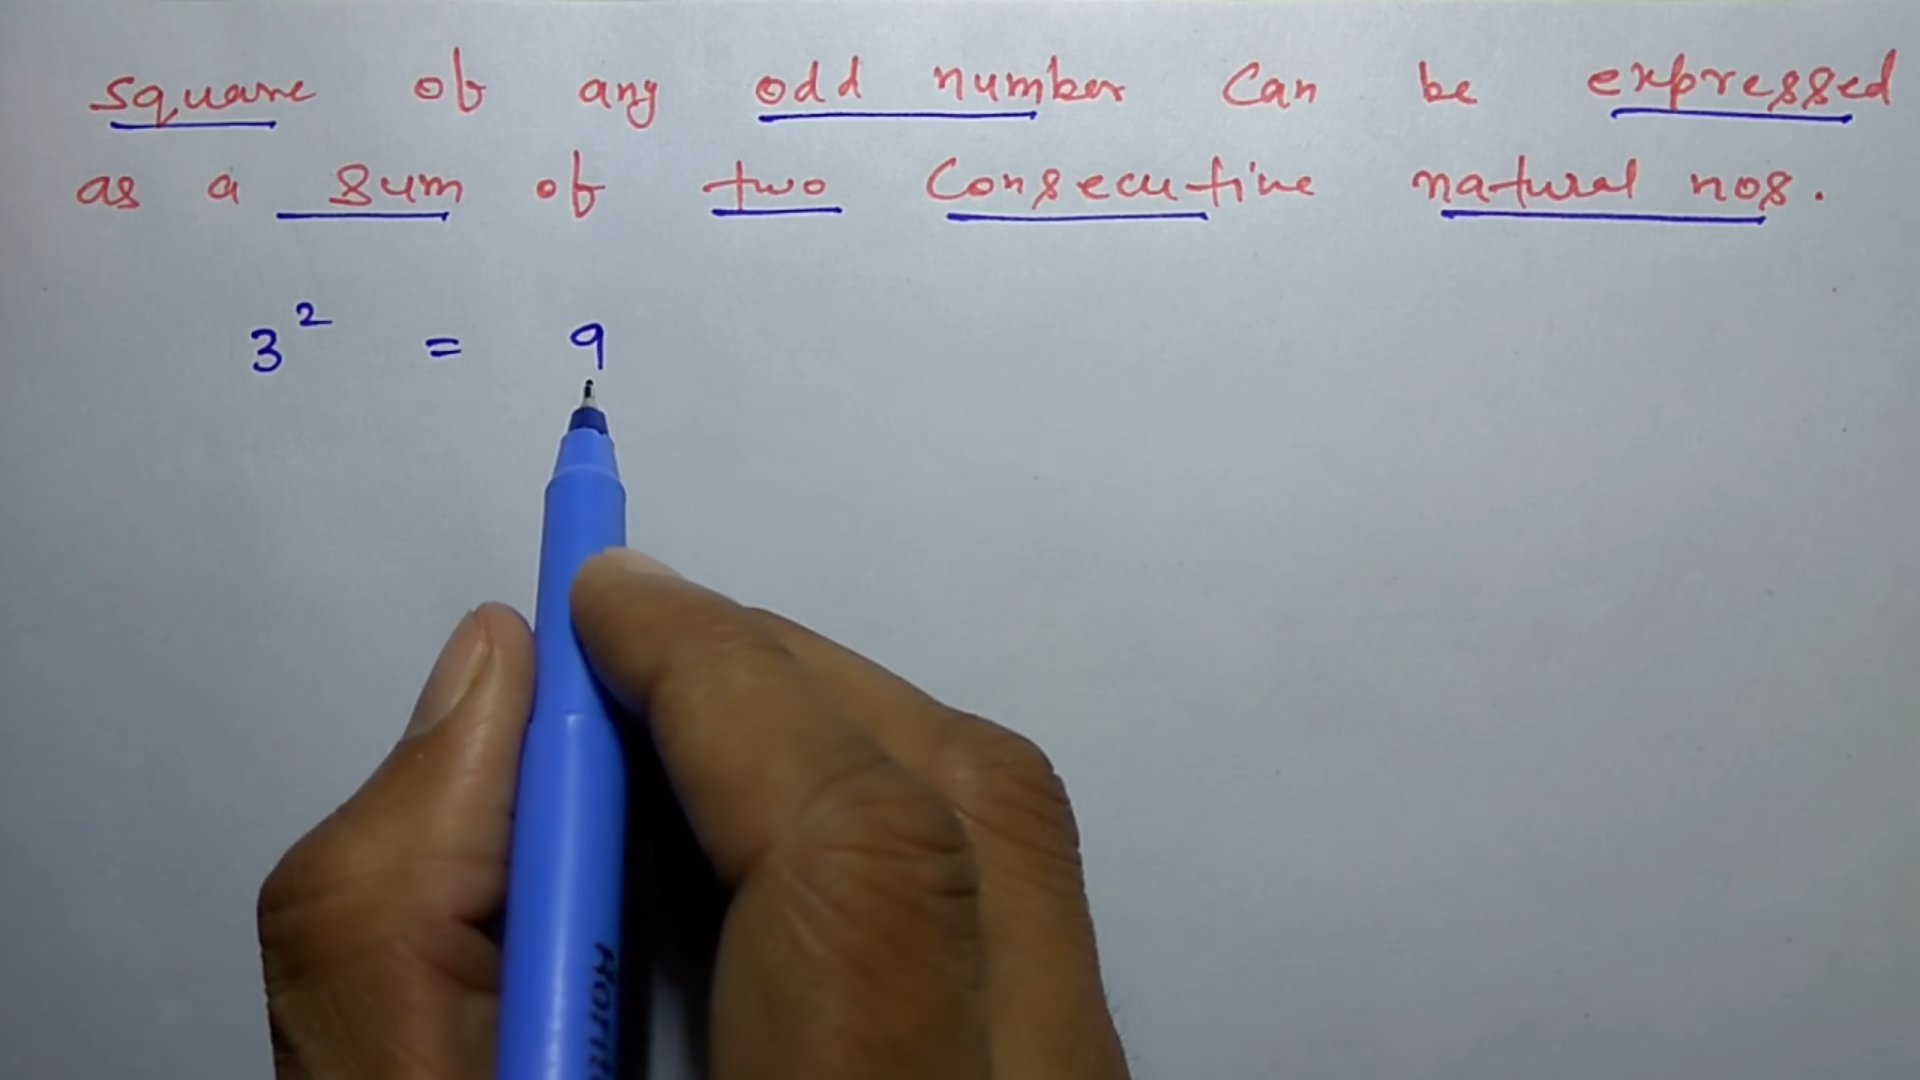 square of any odd number can be expressed
as a sum of two consecutive natural nos.
3² = 9